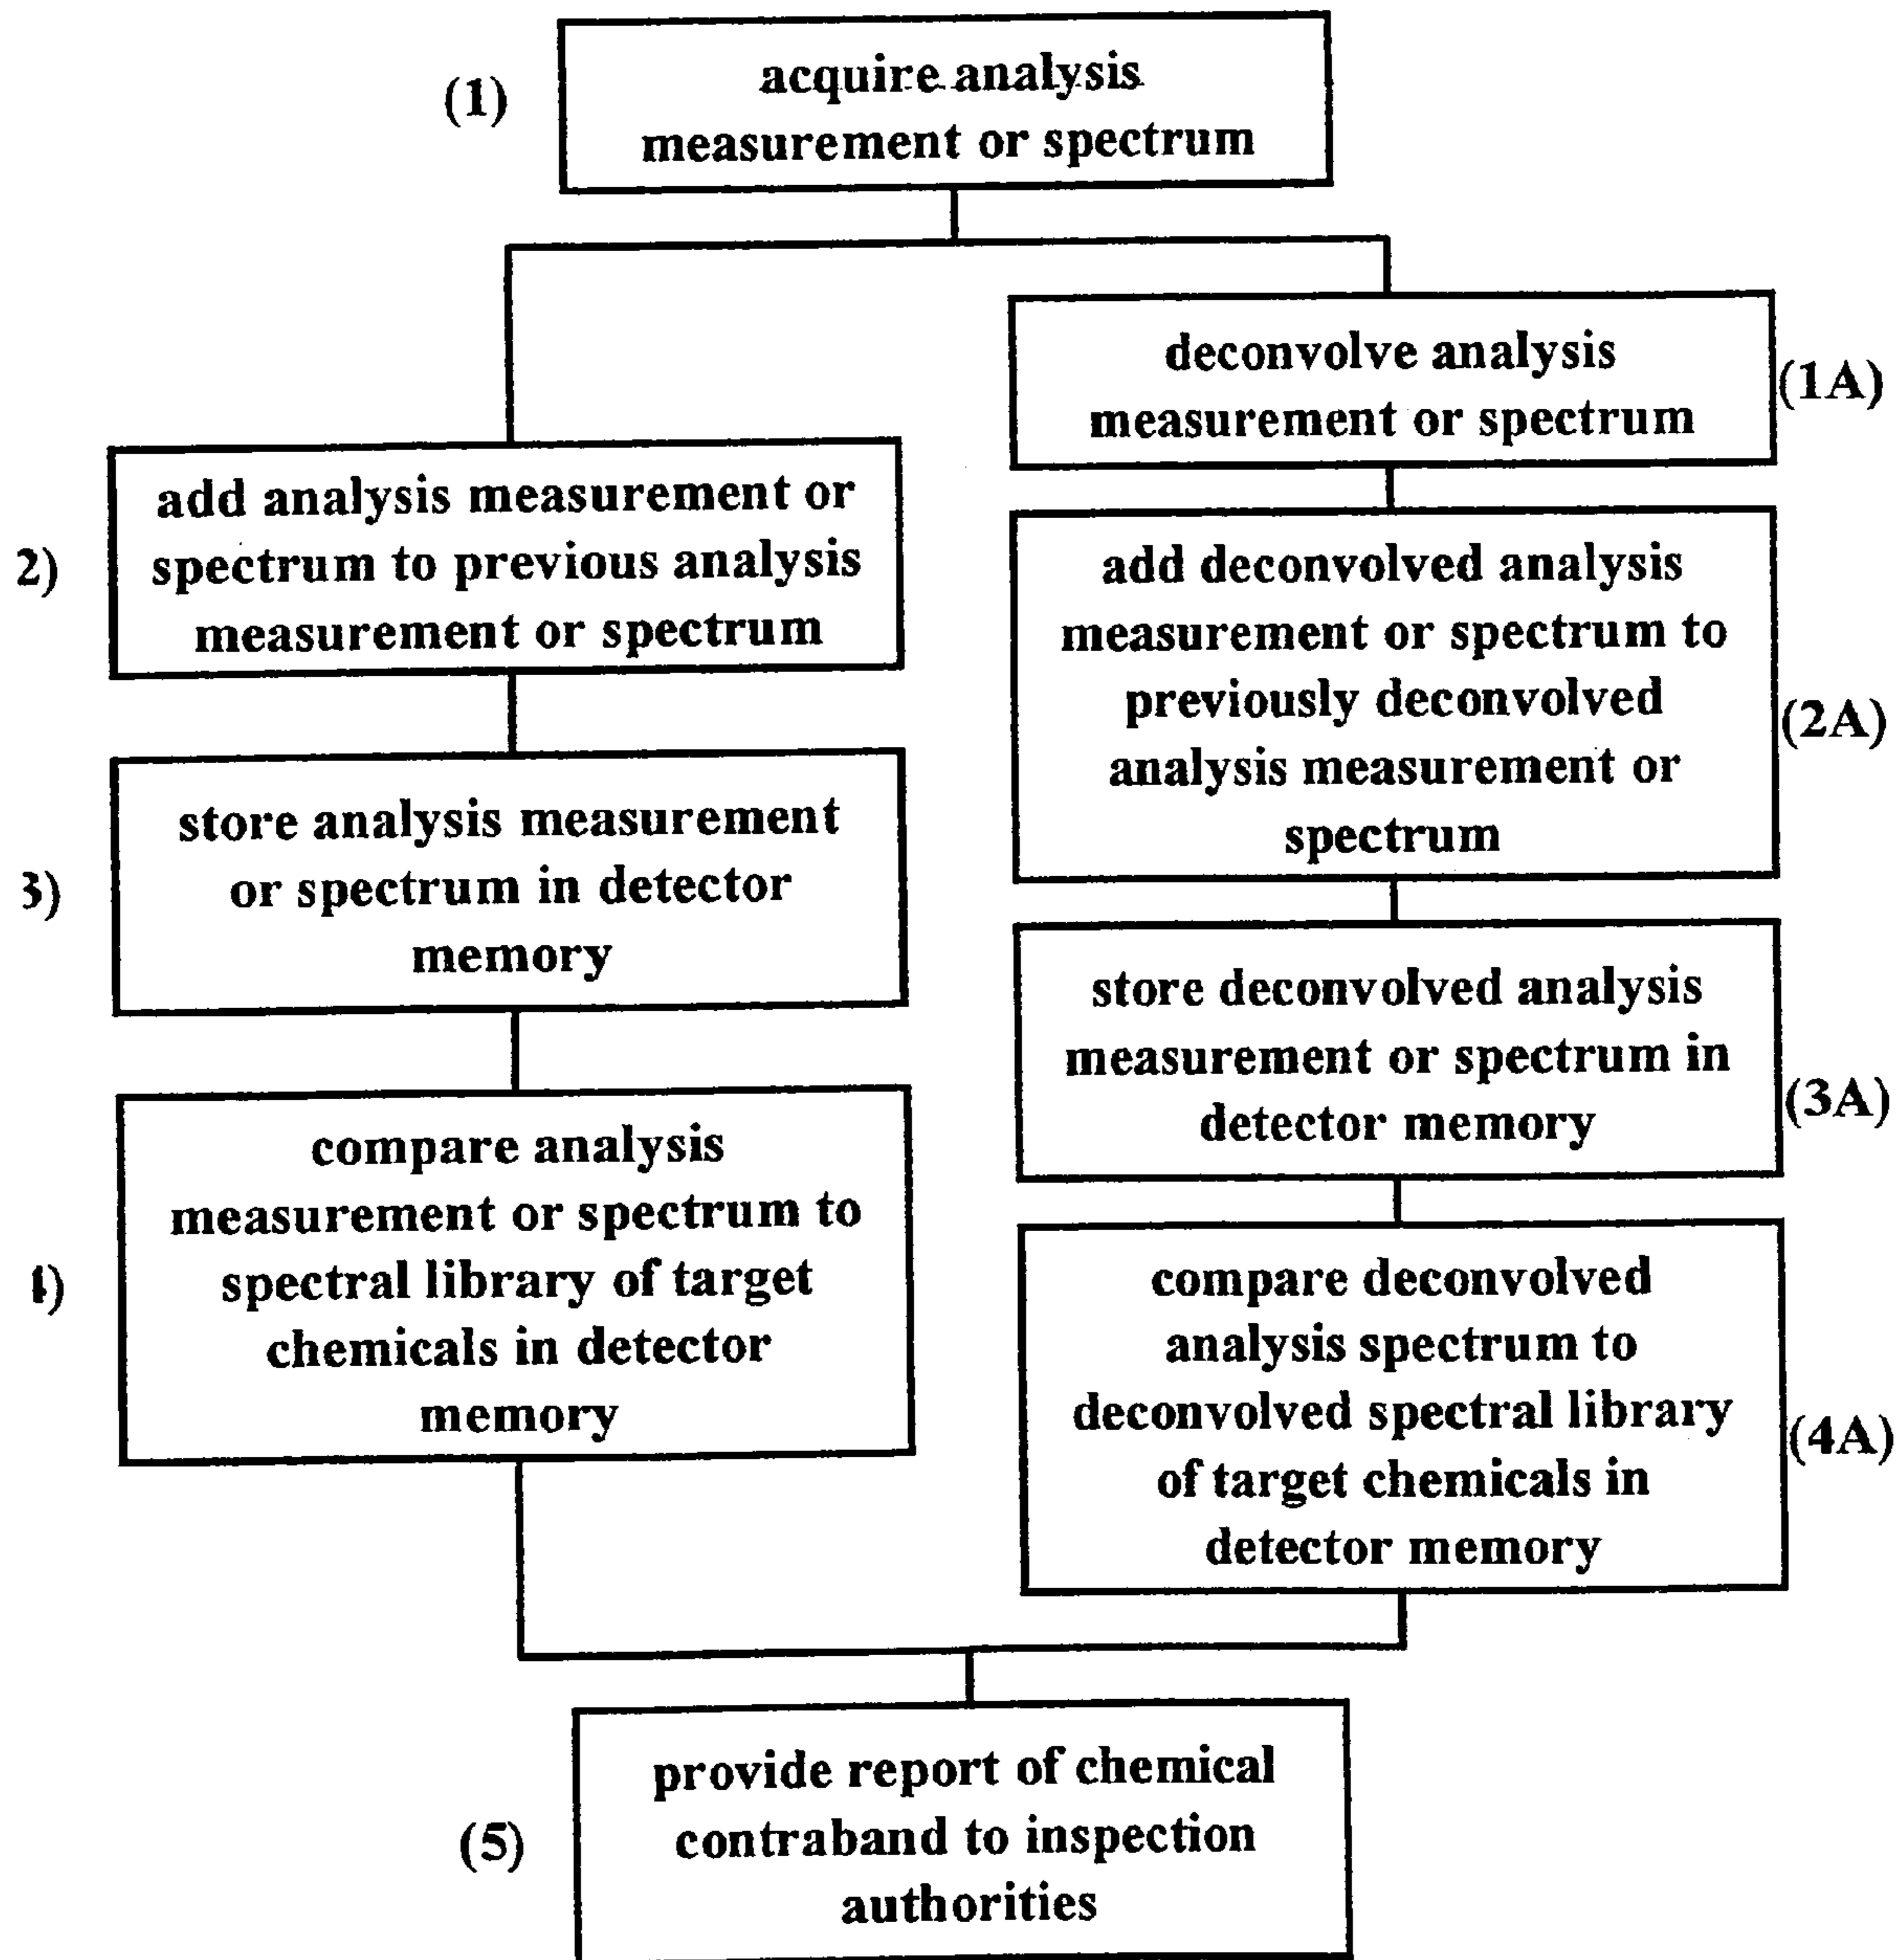 (1)
acquire analysis
measurement or spectrum
deconvolve analysis
measurement or spectrum
(1A)
2)
add analysis measurement or
spectrum to previous analysis
measurement or spectrum
add deconvolved analysis
measurement or spectrum to
previously deconvolved
analysis measurement or
spectrum
(2A)
3)
store analysis measurement
or spectrum in detector
memory
store deconvolved analysis
measurement or spectrum in
detector memory
(3A)
compare analysis
measurement or spectrum to
spectral library of target
chemicals in detector
memory
compare deconvolved
analysis spectrum to
deconvolved spectral library
of target chemicals in
detector memory
(4A)
(5)
provide report of chemical
contraband to inspection
authorities